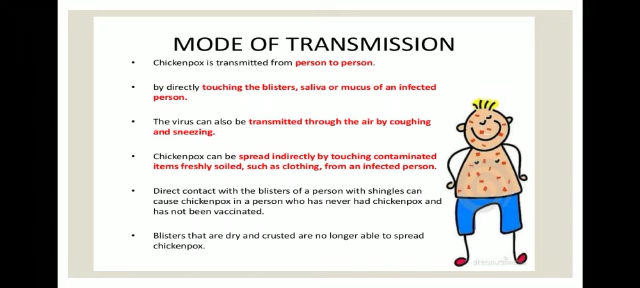 MODE OF TRANSMISSION
• Chickenpox is transmitted from person to person.
• by directly touching the blisters, saliva or mucus of an infected
person.
• The virus can also be transmitted through the air by coughing
and sneezing.
• Chickenpox can be spread indirectly by touching contaminated
items freshly soiled, such as clothing, from an infected person.
• Direct contact with the blisters of a person with shingles can
cause chickenpox in a person who has never had chickenpox and
has not been vaccinated.
• Blisters that are dry and crusted are no longer able to spread
chickenpox.